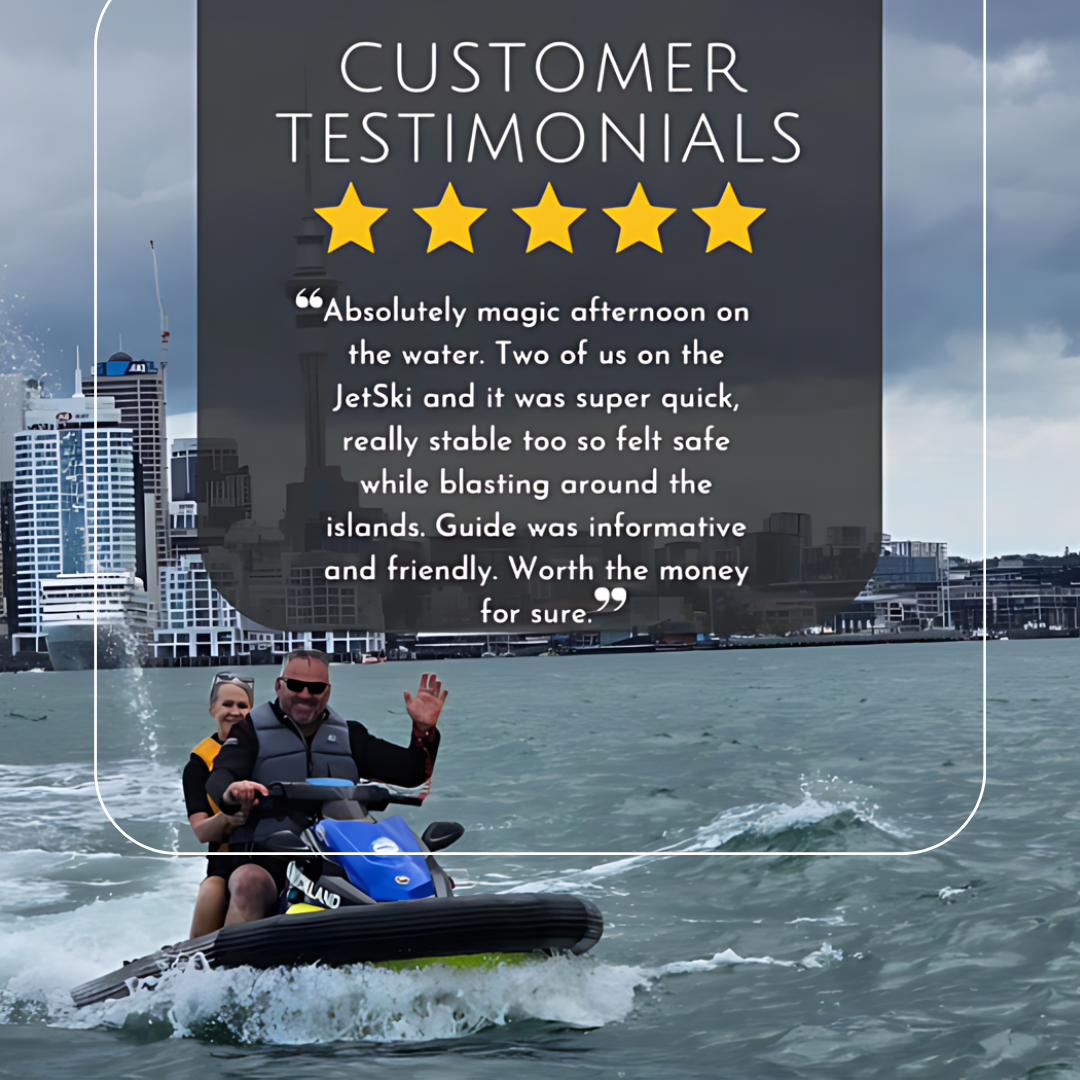 CUSTOMER
TESTIMONIALS
“Absolutely magic afternoon on
the water. Two of us on the
JetSki and it was super quick,
really stable too so felt safe
while blasting around the
islands. Guide was informative
and friendly. Worth the money
for sure.”